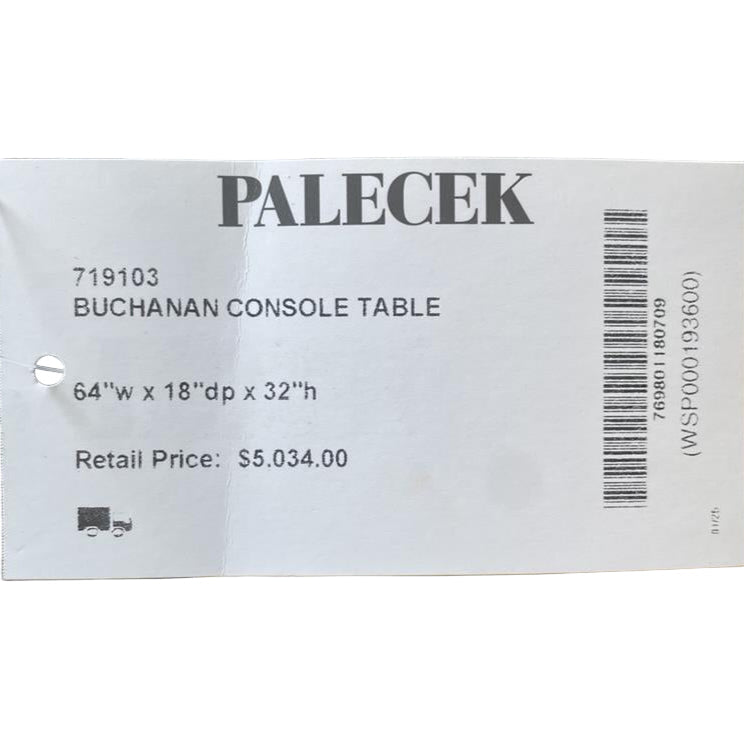 PALECEK
719103
BUCHANAN CONSOLE TABLE
64"w x 18"dp x 32"h
Retail Price: $5.034.00
769801180709
(WSP000193600)